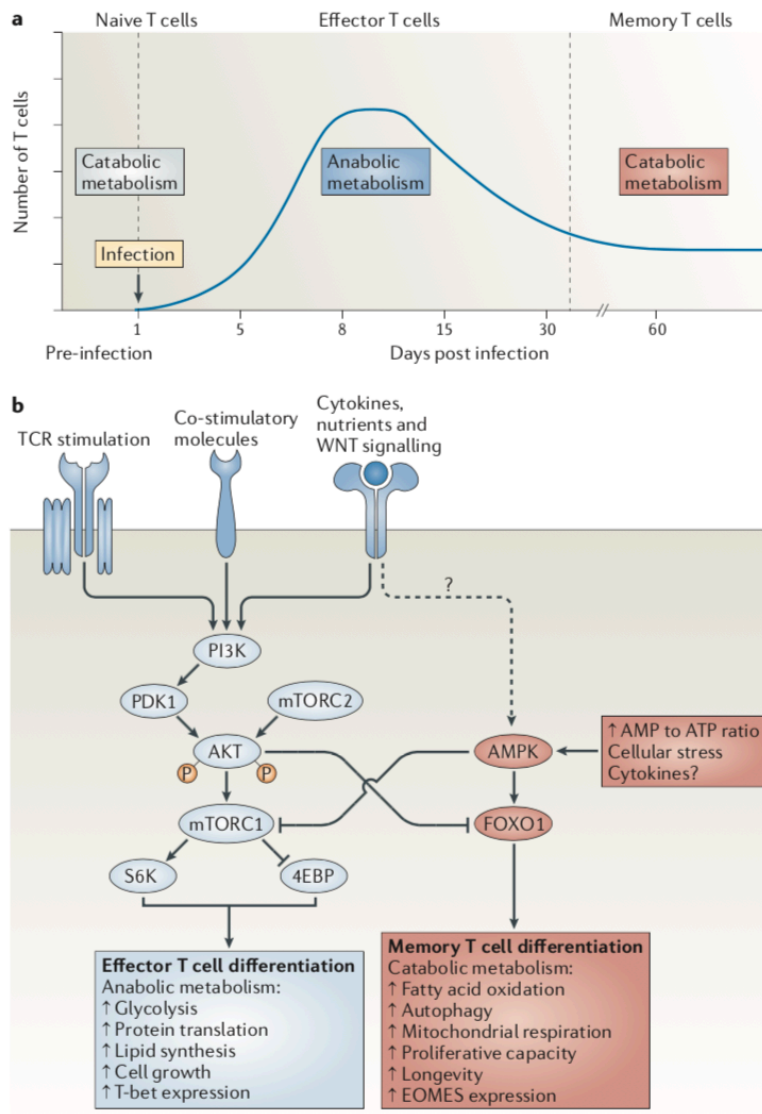 a
Naive T cells
Effector T cells
Memory T cells
Number of T cells
Catabolic
metabolism
Anabolic
metabolism
Catabolic
metabolism
Infection
1
5
8
15
30
60
Pre-infection
Days post infection
b
TCR stimulation
Co-stimulatory
molecules
Cytokines,
nutrients and
WNT signalling
?
PI3K
PDK1
mTORC2
AKT
P
P
AMPK
↑ AMP to ATP ratio
Cellular stress
Cytokines?
mTORC1
FOXO1
S6K
4EBP
Effector T cell differentiation
Anabolic metabolism:
↑ Glycolysis
↑ Protein translation
↑ Lipid synthesis
↑ Cell growth
↑ T-bet expression
Memory T cell differentiation
Catabolic metabolism:
↑ Fatty acid oxidation
↑ Autophagy
↑ Mitochondrial respiration
↑ Proliferative capacity
↑ Longevity
↑ EOMES expression